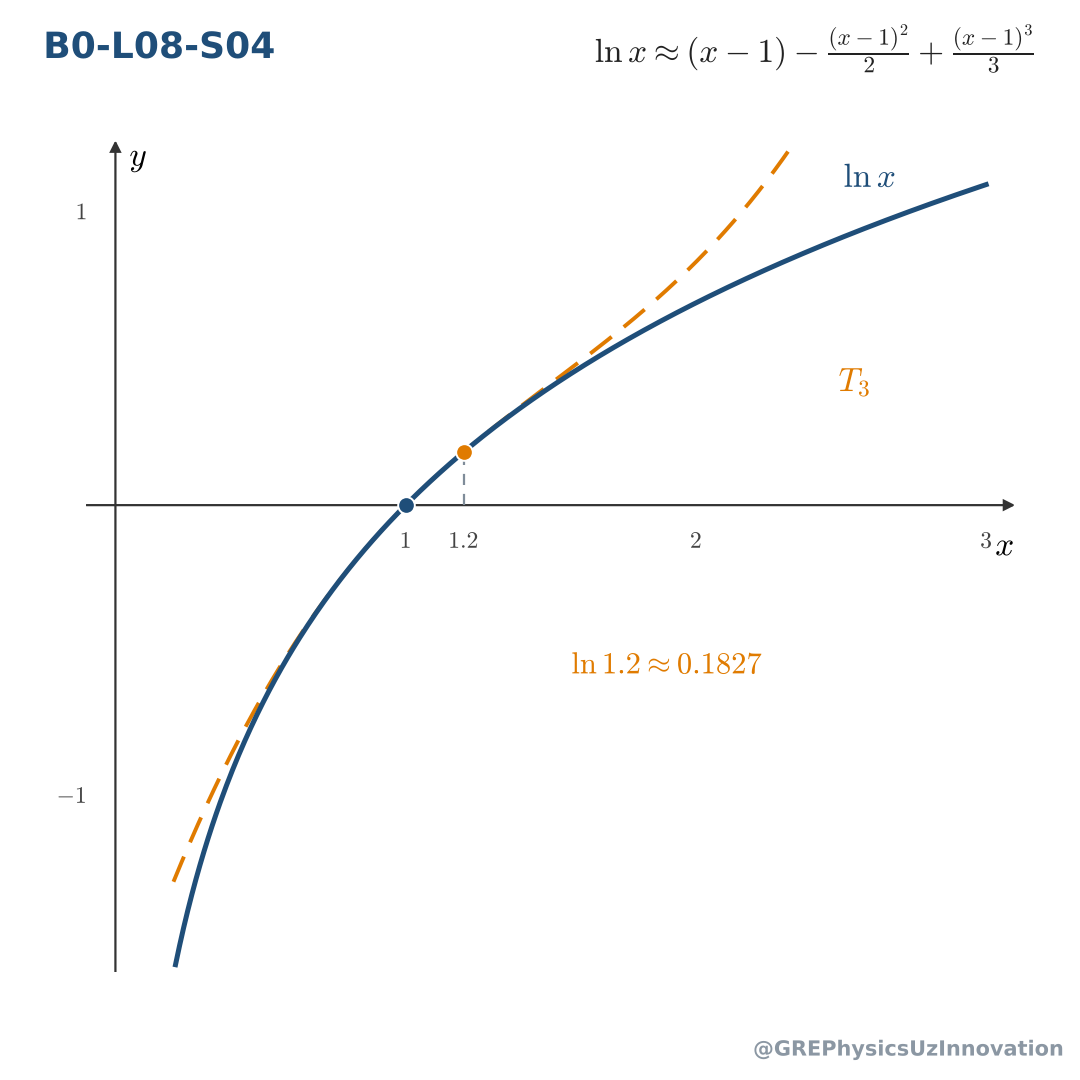 B0-L08-S04
ln x ≈ (x − 1) − (x−1)²/2 + (x−1)³/3
y
ln x
1
T₃
1 1.2 2 3 x
ln 1.2 ≈ 0.1827
−1
@GREPhysicsUzInnovation